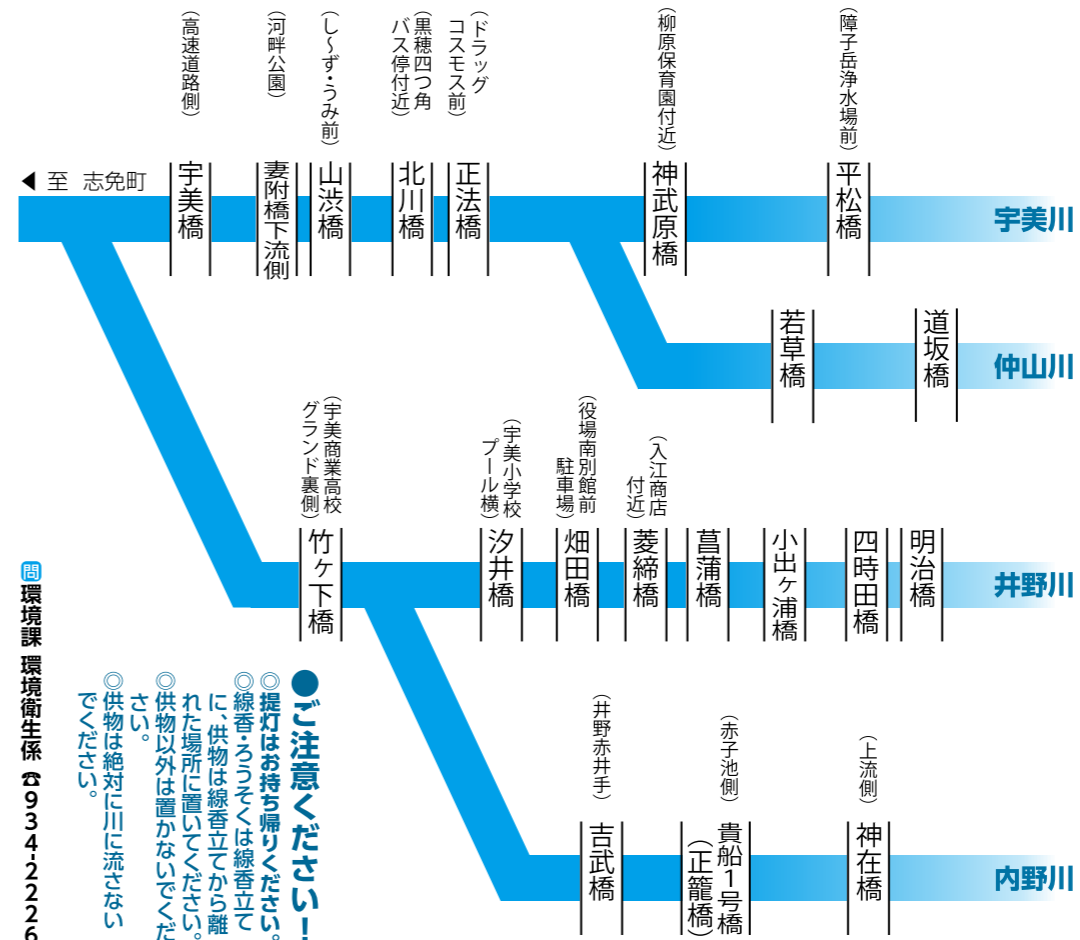 ◀ 至 志免町
（高速道路側）
宇美橋
（河畔公園）
妻附橋下流側
（し〜ず・うみ前）
山渋橋
（黒穂四つ角
バス停付近）
北川橋
（ドラッグ
コスモス前）
正法橋
（柳原保育園付近）
神武原橋
（障子岳浄水場前）
平松橋
宇美川
若草橋
道坂橋
仲山川
（宇美商業高校
グランド裏側）
竹ヶ下橋
（宇美小学校
プール横）
汐井橋
（役場南別館前
駐車場）
畑田橋
（入江商店
付近）
菱締橋
菖蒲橋
小出ヶ浦橋
四時田橋
明治橋
井野川
（井野赤井手）
吉武橋
（赤子池側）
貴船1号橋
（正籠橋）
（上流側）
神在橋
内野川
●ご注意ください！
◎提灯はお持ち帰りください。
◎線香・ろうそくは線香立て
に、供物は線香立てから離
れた場所に置いてください。
◎供物以外は置かないでくだ
さい。
◎供物は絶対に川に流さない
でください。
問環境課 環境衛生係 ☎934-2226